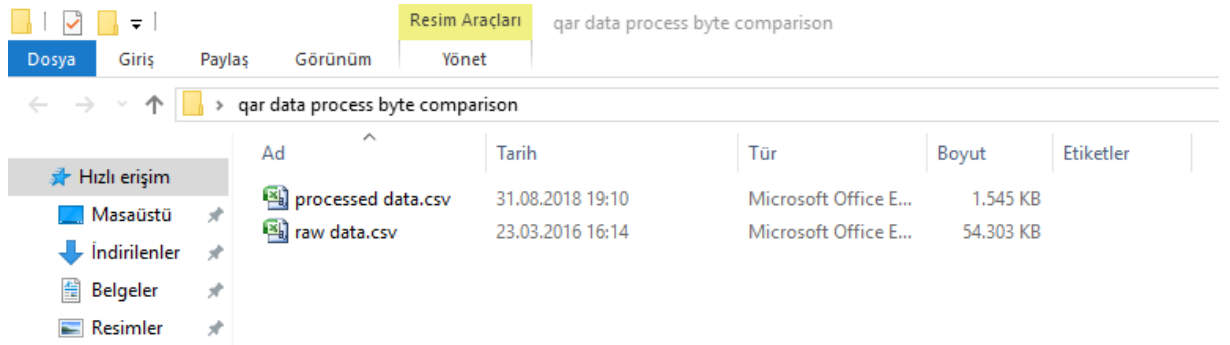 Resim Araçları qar data process byte comparison
Dosya Giriş Paylaş Görünüm Yönet
qar data process byte comparison
Ad Tarih Tür Boyut Etiketler
Hızlı erişim
processed data.csv 31.08.2018 19:10 Microsoft Office E... 1.545 KB
Masaüstü
raw data.csv 23.03.2016 16:14 Microsoft Office E... 54.303 KB
İndirilenler
Belgeler
Resimler